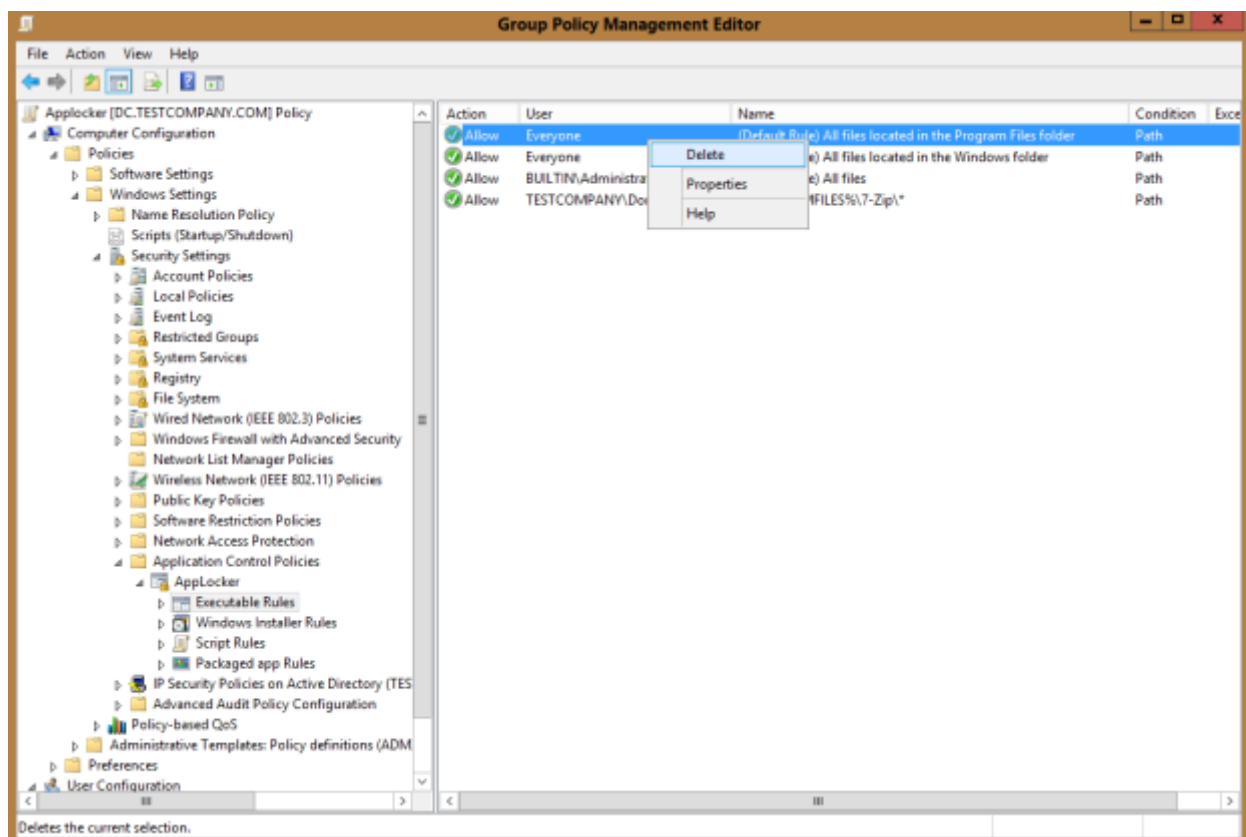 Group Policy Management Editor
File Action View Help
Applocker [DC.TESTCOMPANY.COM] Policy
Computer Configuration
Policies
Software Settings
Windows Settings
Name Resolution Policy
Scripts (Startup/Shutdown)
Security Settings
Account Policies
Local Policies
Event Log
Restricted Groups
System Services
Registry
File System
Wired Network (IEEE 802.3) Policies
Windows Firewall with Advanced Security
Network List Manager Policies
Wireless Network (IEEE 802.11) Policies
Public Key Policies
Software Restriction Policies
Network Access Protection
Application Control Policies
AppLocker
Executable Rules
Windows Installer Rules
Script Rules
Packaged app Rules
IP Security Policies on Active Directory (TES
Advanced Audit Policy Configuration
Policy-based QoS
Administrative Templates: Policy definitions (ADM
Preferences
User Configuration
Action User Name Condition Exce
Allow Everyone (Default Rule) All files located in the Program Files folder Path
Allow Everyone e) All files located in the Windows folder Path
Allow BUILTIN\Administra e) All files Path
Allow TESTCOMPANY\Do MFILES%\7-Zip\* Path
Delete
Properties
Help
Deletes the current selection.